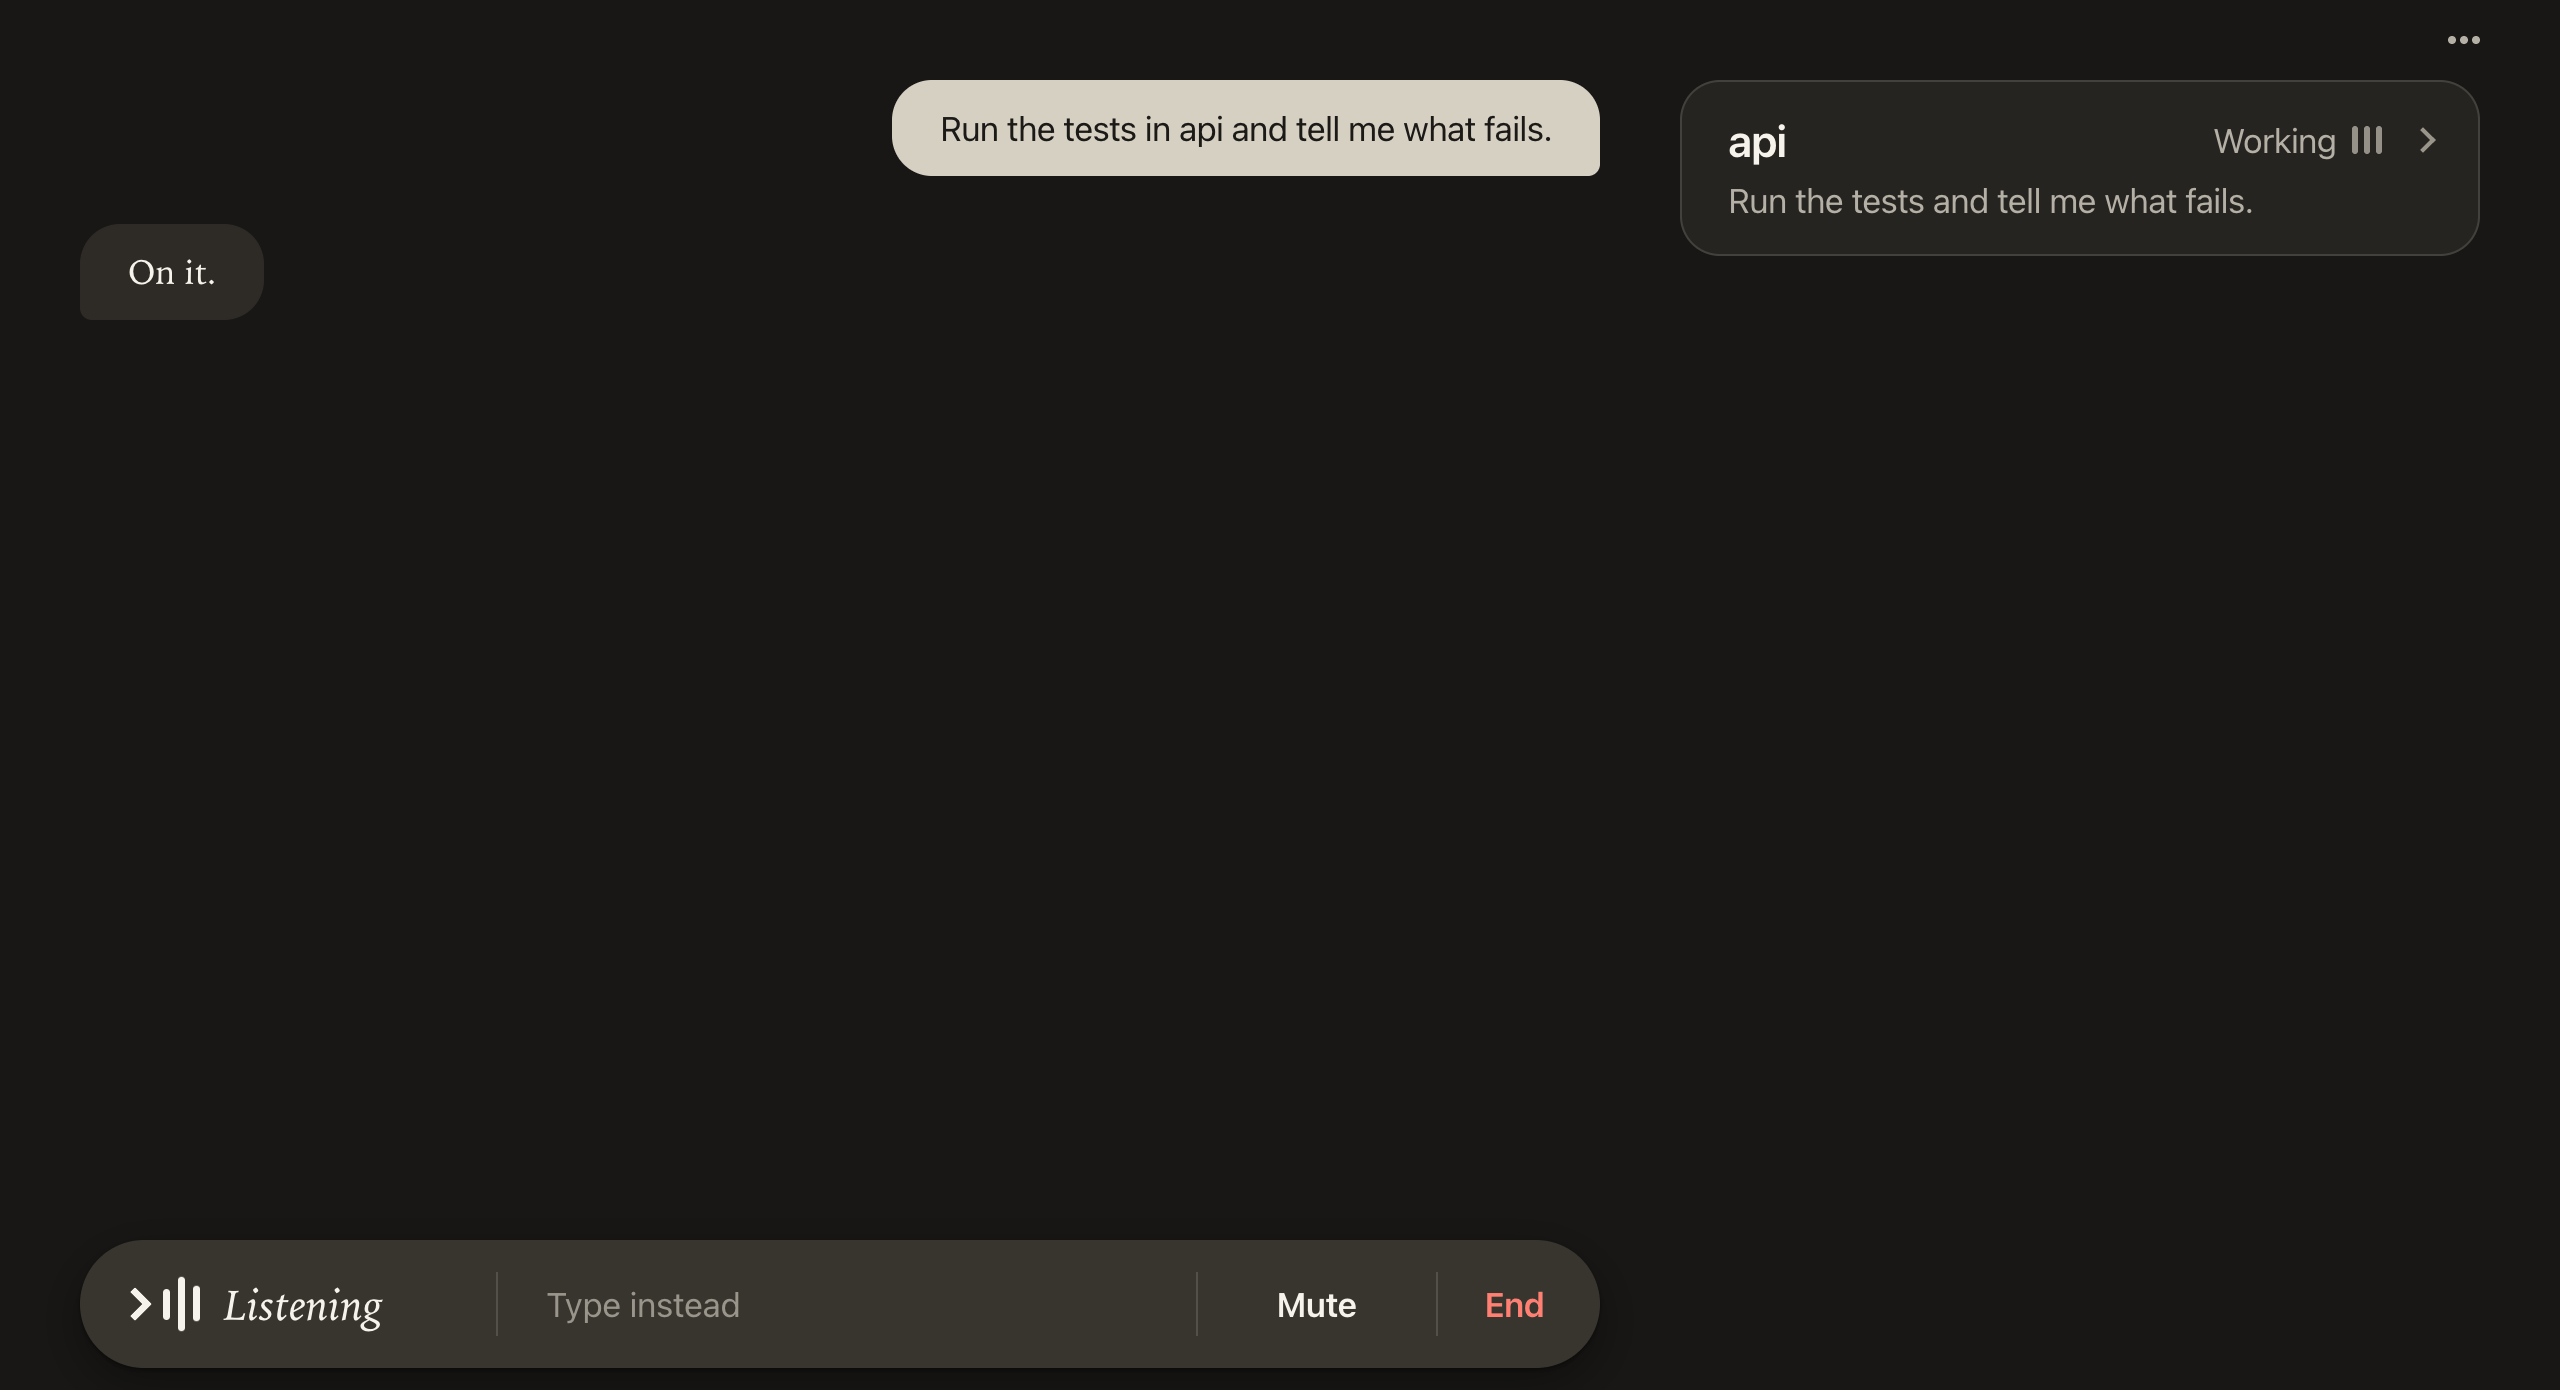 Run the tests in api and tell me what fails.
On it.
api
Working
Run the tests and tell me what fails.
Listening
Type instead
Mute
End